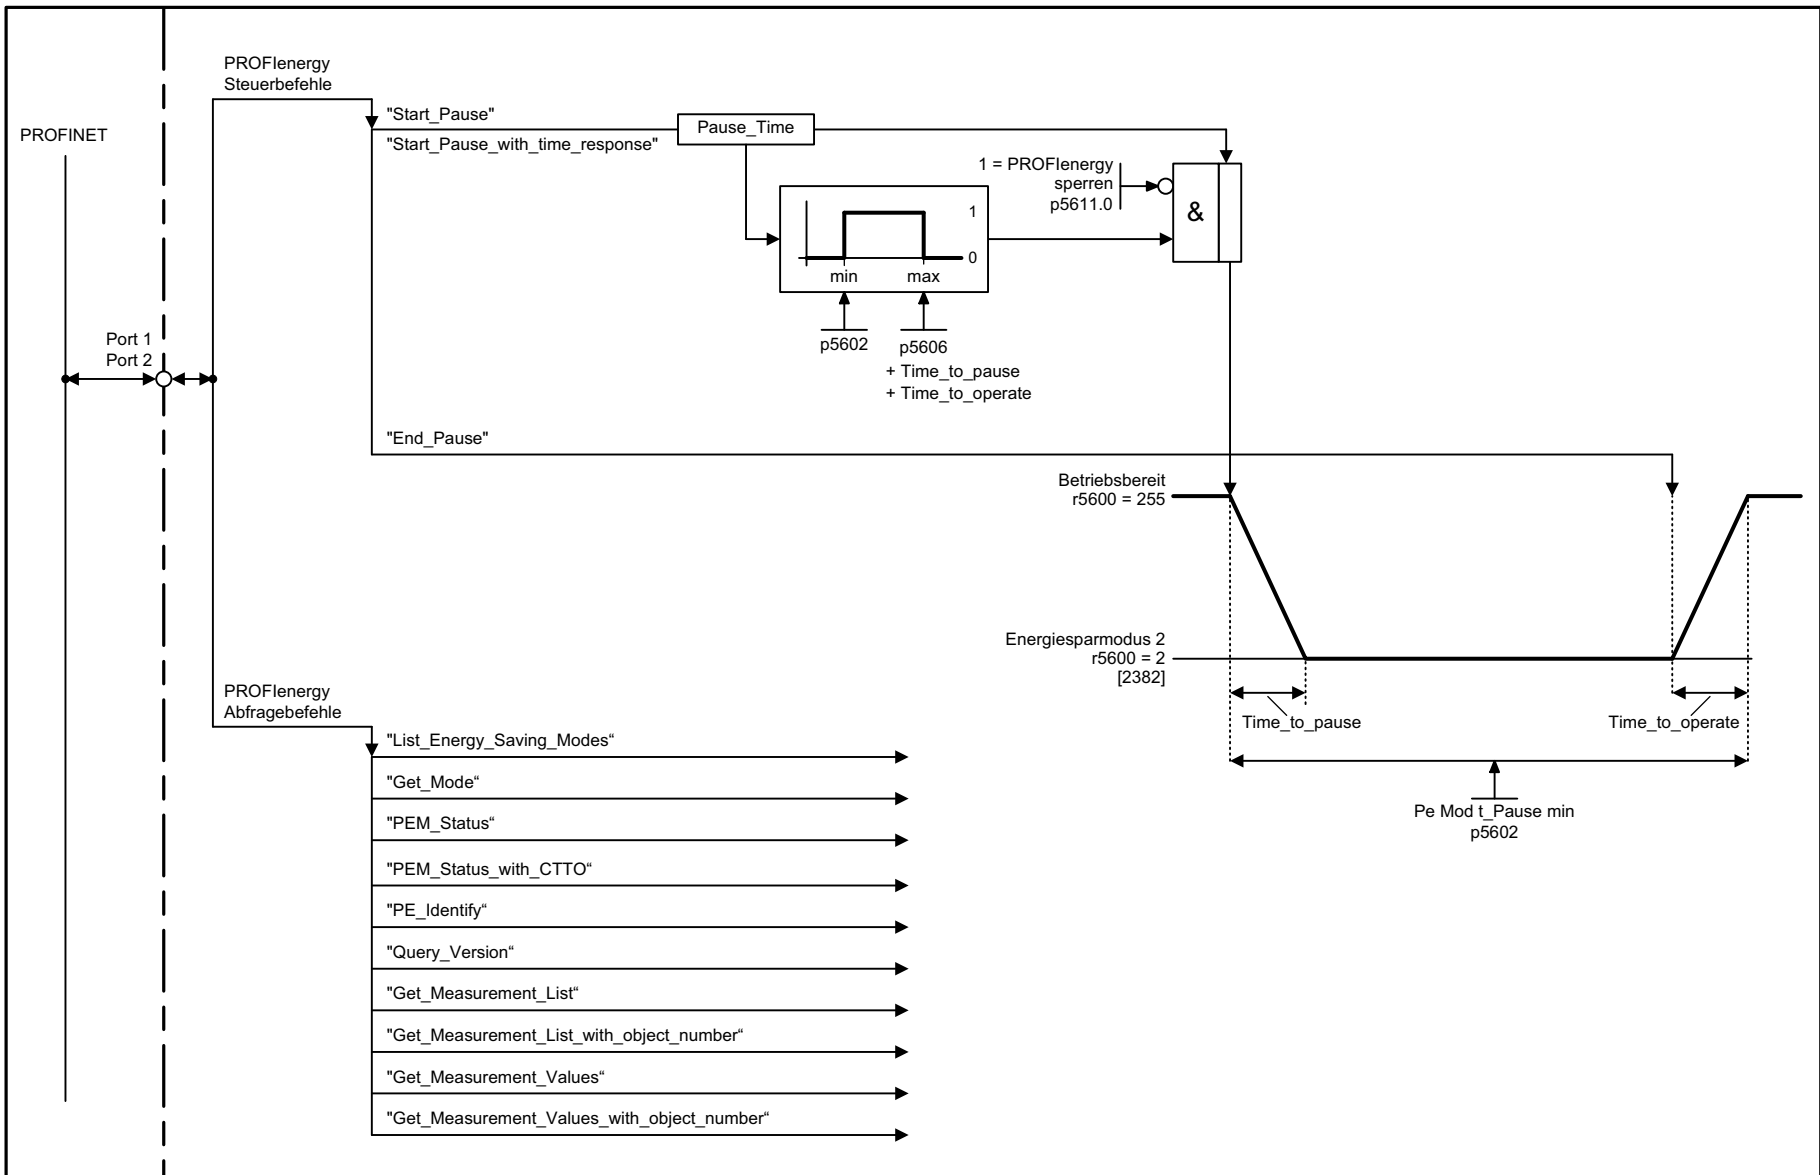 PROFINET
Port 1
Port 2
PROFIenergy
Steuerbefehle
"Start_Pause"
"Start_Pause_with_time_response"
Pause_Time
1 = PROFIenergy
sperren
p5611.0
&
1
0
min
max
p5602
p5606
+ Time_to_pause
+ Time_to_operate
"End_Pause"
Betriebsbereit
r5600 = 255
Energiesparmodus 2
r5600 = 2
[2382]
Time_to_pause
Time_to_operate
Pe Mod t_Pause min
p5602
PROFIenergy
Abfragebefehle
"List_Energy_Saving_Modes“
"Get_Mode“
"PEM_Status“
"PEM_Status_with_CTTO“
"PE_Identify“
"Query_Version“
"Get_Measurement_List“
"Get_Measurement_List_with_object_number“
"Get_Measurement_Values“
"Get_Measurement_Values_with_object_number“